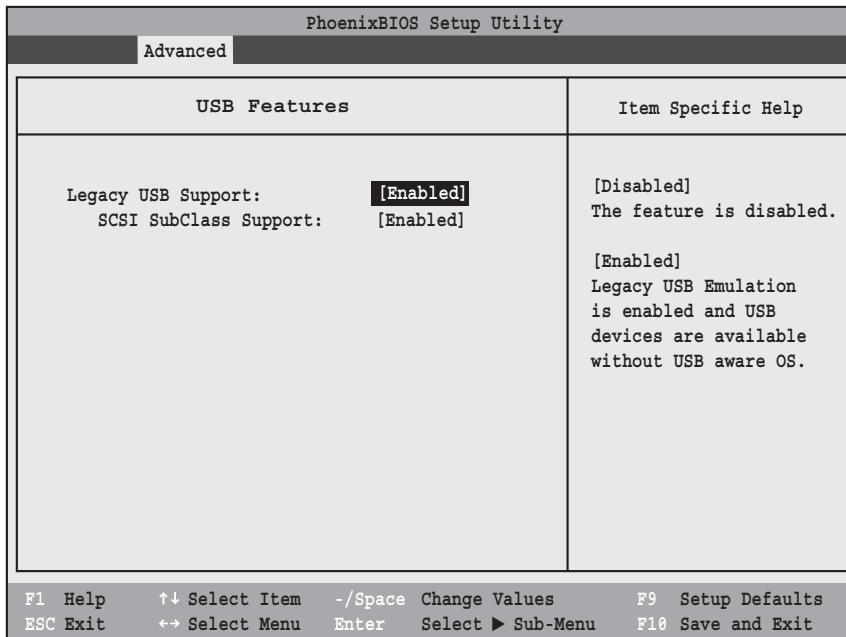 PhoenixBIOS Setup Utility
Advanced
USB Features
Legacy USB Support: [Enabled]
SCSI SubClass Support: [Enabled]
Item Specific Help
[Disabled]
The feature is disabled.
[Enabled]
Legacy USB Emulation
is enabled and USB
devices are available
without USB aware OS.
F1 Help ↑↓ Select Item -/Space Change Values F9 Setup Defaults
ESC Exit ←→ Select Menu Enter Select ▶ Sub-Menu F10 Save and Exit